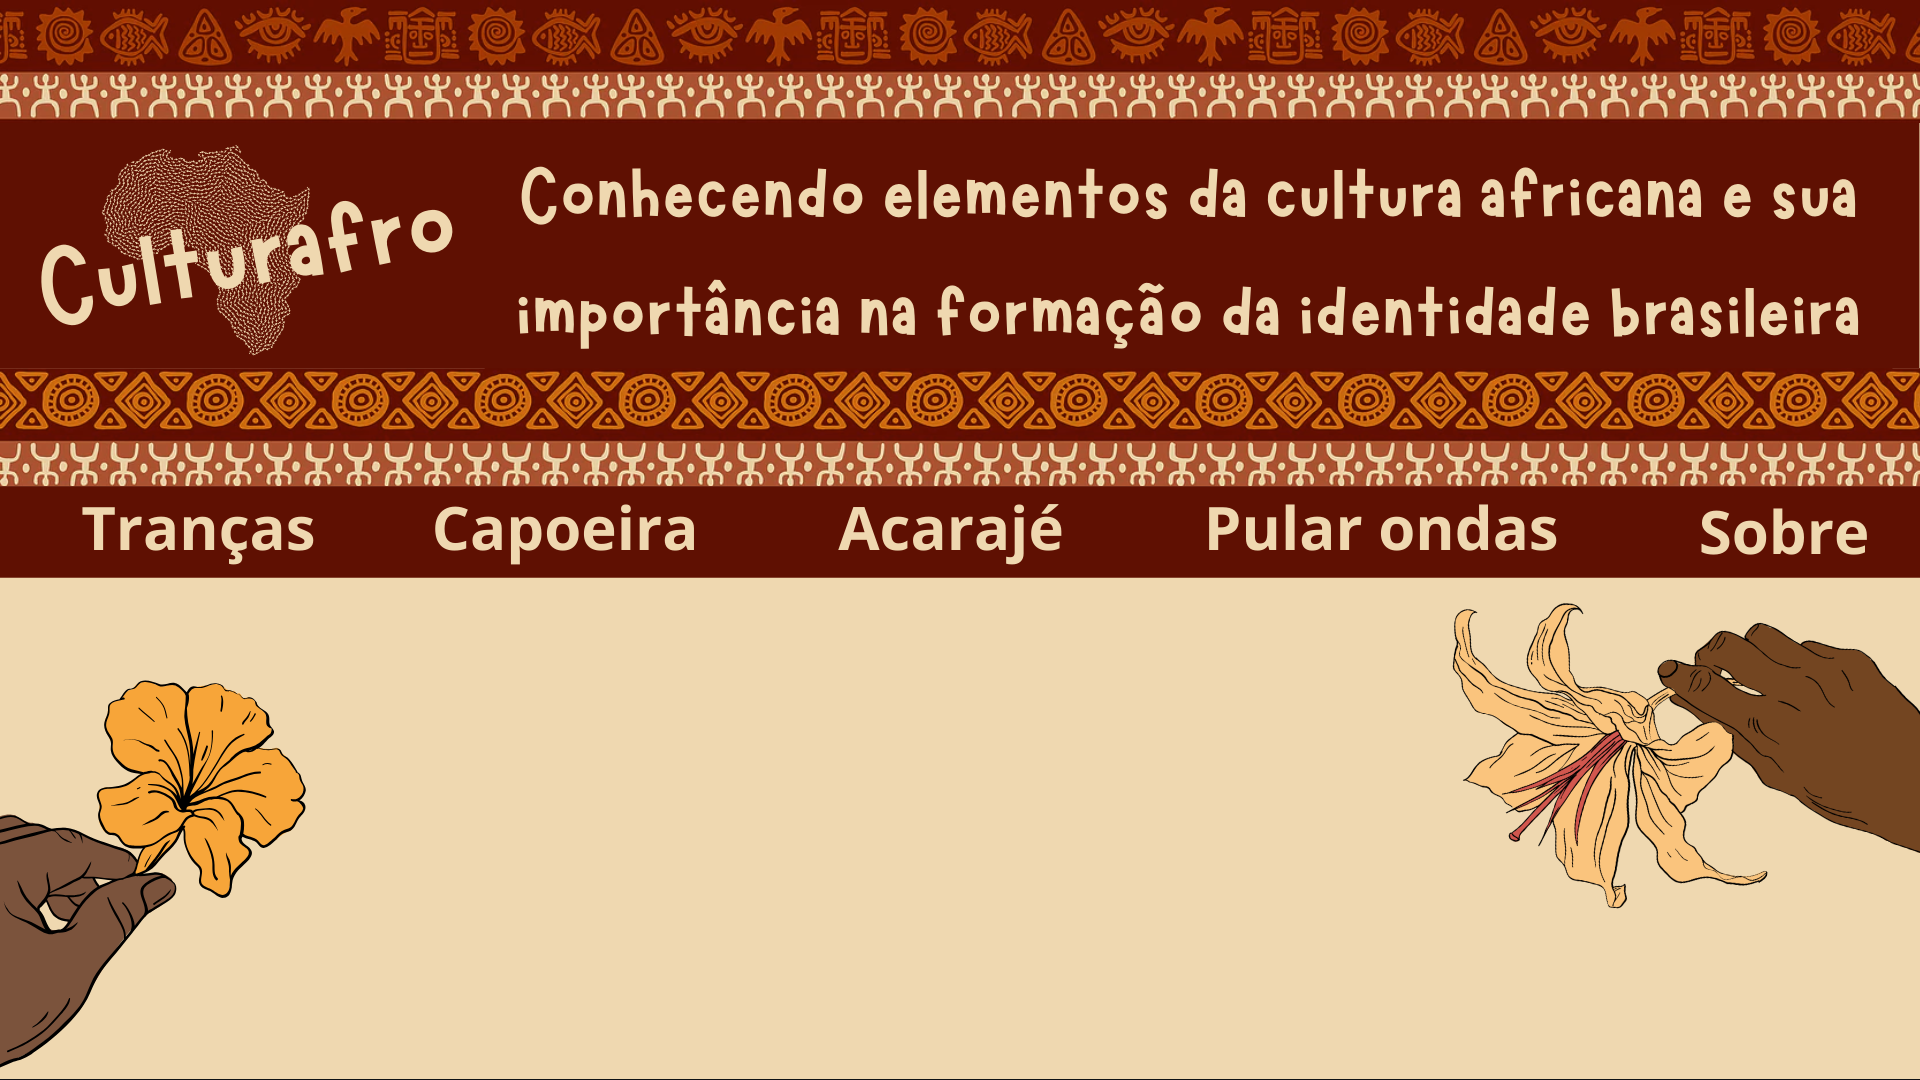 Culturafro
Conhecendo elementos da cultura africana e sua
importância na formação da identidade brasileira
Tranças Capoeira Acarajé Pular ondas Sobre